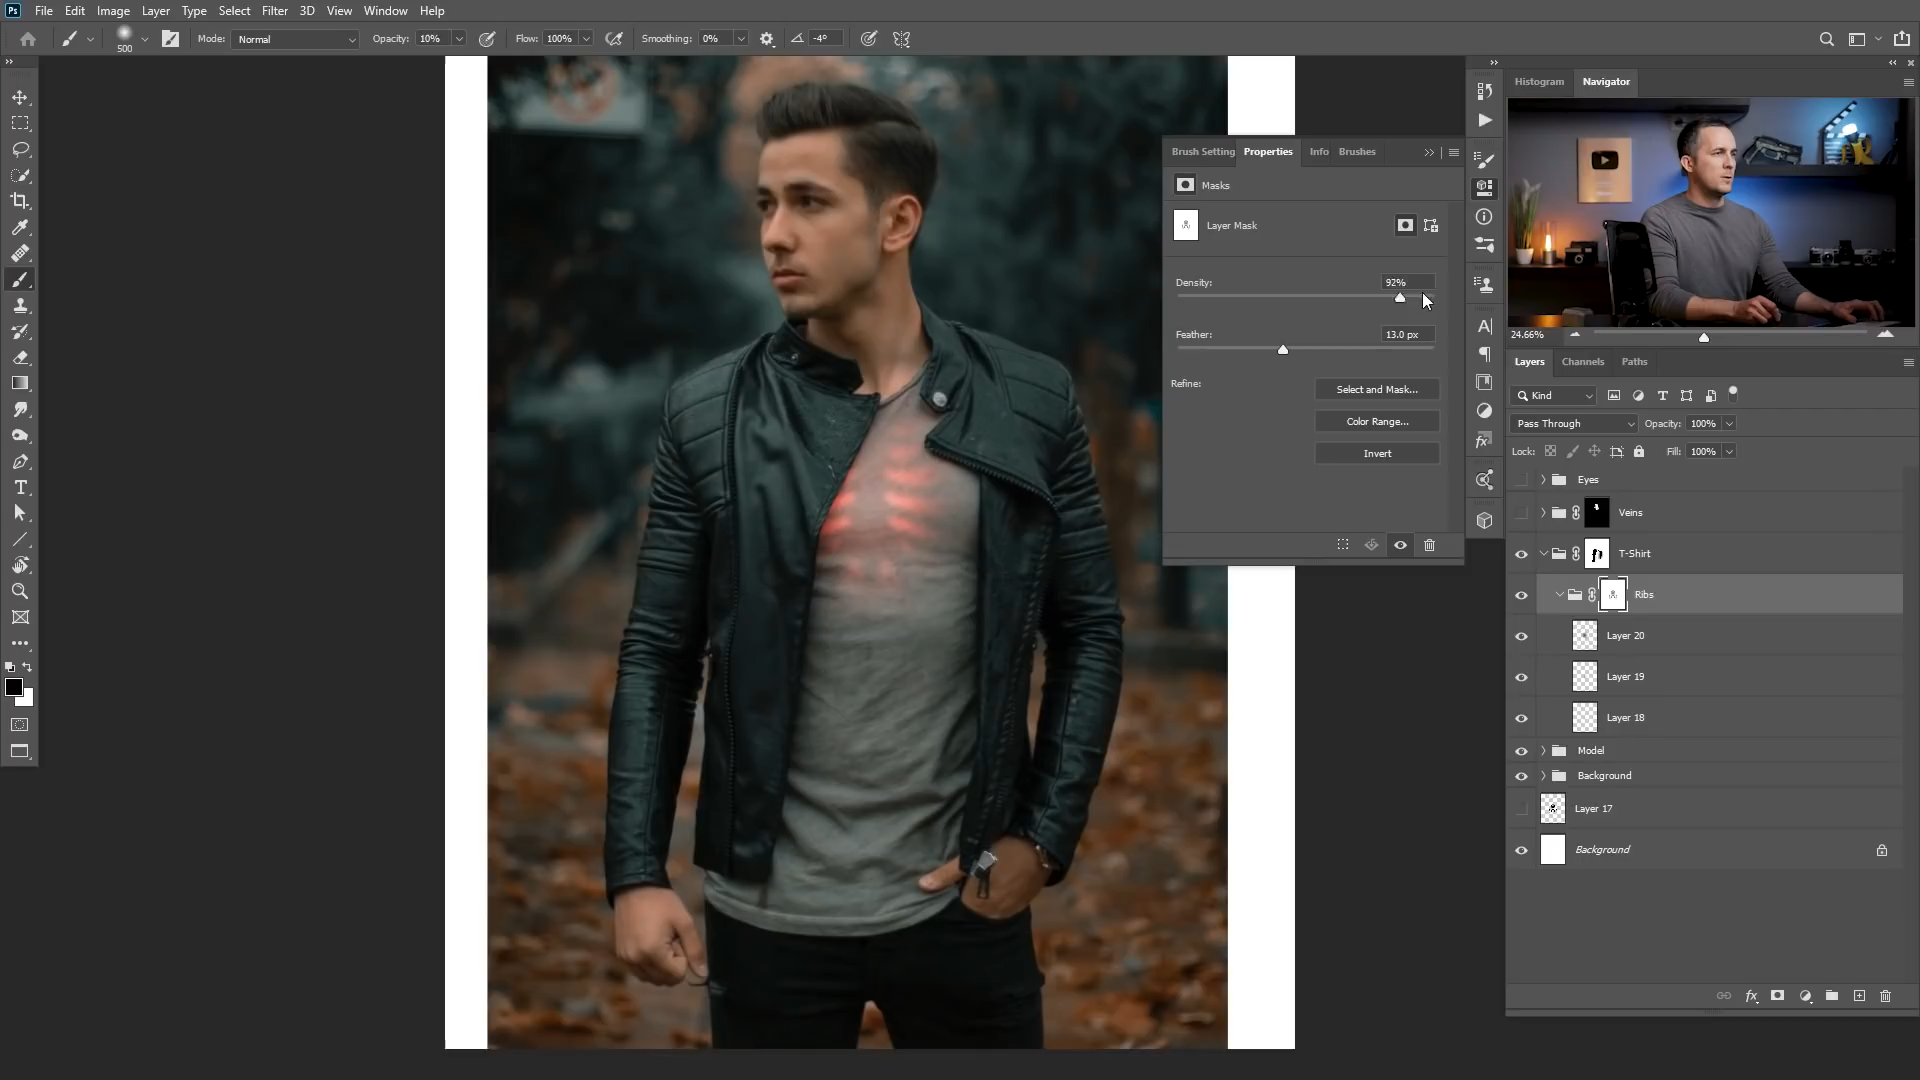 Ps File Edit Image Layer Type Select Filter 3D View Window Help
500 Mode: Normal Opacity: 10% Flow: 100% Smoothing: 0% -4°
Histogram Navigator
24.66%
Brush Setting Properties Info Brushes
Masks
Layer Mask
Density: 92%
Feather: 13.0 px
Refine: Select and Mask...
Color Range...
Invert
Layers Channels Paths
Kind
Pass Through Opacity: 100%
Lock: Fill: 100%
Eyes
Veins
T-Shirt
Ribs
Layer 20
Layer 19
Layer 18
Model
Background
Layer 17
Background